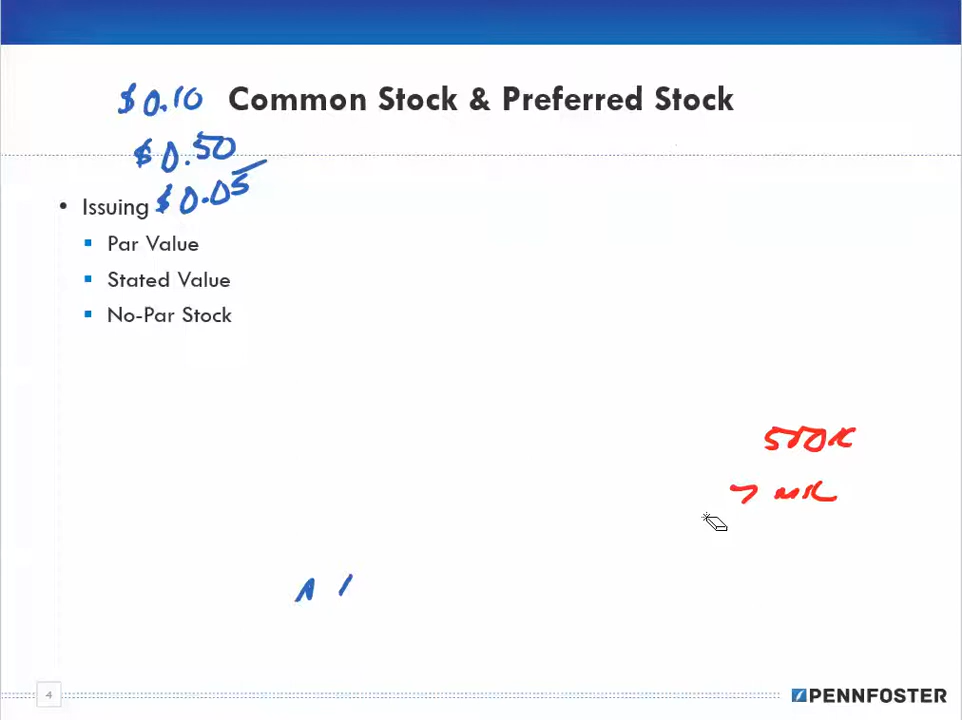 $0.10 Common Stock & Preferred Stock
$0.50
• Issuing $0.05
▪ Par Value
▪ Stated Value
▪ No-Par Stock
500K
4
PENNFOSTER